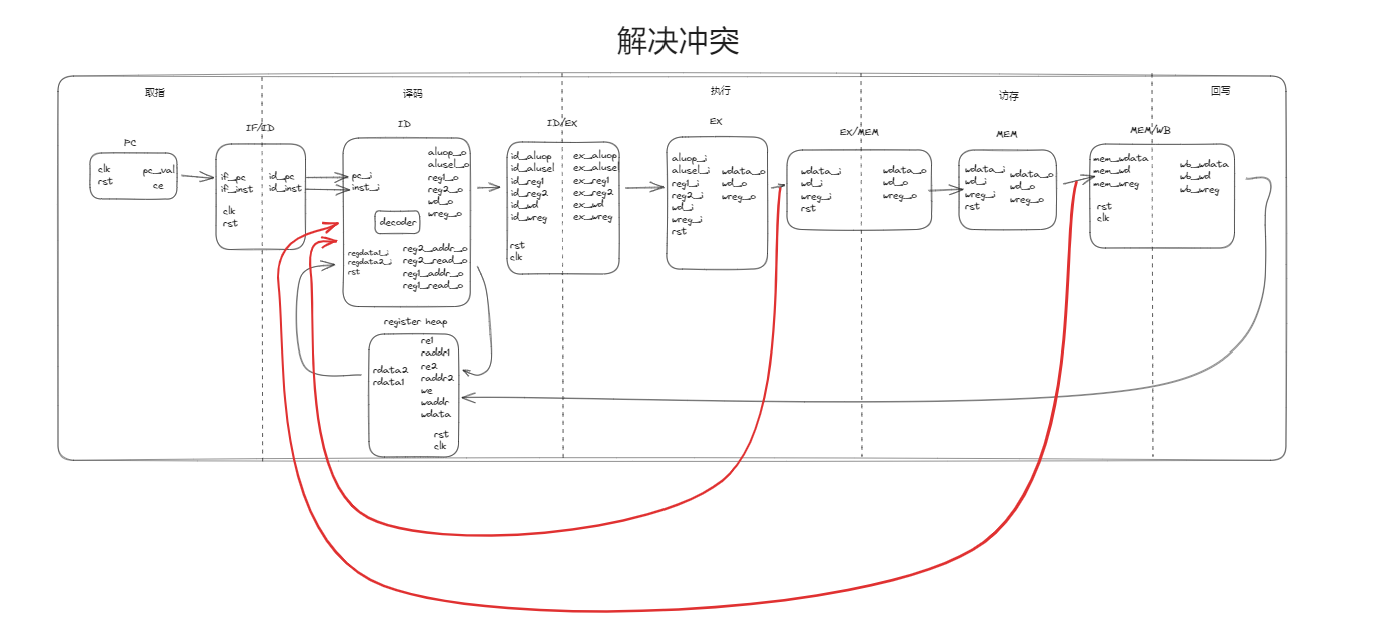 解决冲突
取指
译码
执行
访存
回写
PC
clk
rst
pc_val
ce
IF/ID
if_pc
if_inst
clk
rst
id_pc
id_inst
ID
pc_i
inst_i
aluop_o
alusel_o
reg1_o
reg2_o
wd_o
wreg_o
decoder
regdata1_i
regdata2_i
rst
reg2_addr_o
reg2_read_o
reg1_addr_o
reg1_read_o
register heap
rdata2
rdata1
re1
raddr1
re2
raddr2
we
waddr
wdata
rst
clk
ID/EX
id_aluop
id_alusel
id_reg1
id_reg2
id_wd
id_wreg
rst
clk
ex_aluop
ex_alusel
ex_reg1
ex_reg2
ex_wd
ex_wreg
EX
aluop_i
alusel_i
reg1_i
reg2_i
wd_i
wreg_i
rst
wdata_o
wd_o
wreg_o
EX/MEM
wdata_i
wd_i
wreg_i
rst
wdata_o
wd_o
wreg_o
MEM
wdata_i
wd_i
wreg_i
rst
wdata_o
wd_o
wreg_o
MEM/WB
mem_wdata
mem_wd
mem_wreg
rst
clk
wb_wdata
wb_wd
wb_wreg